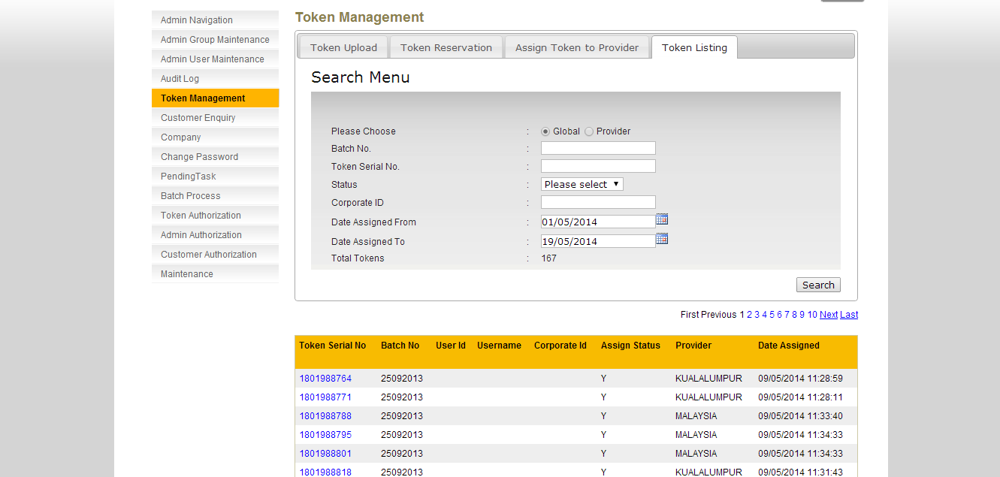 Admin Navigation
Admin Group Maintenance
Admin User Maintenance
Audit Log
Token Management
Customer Enquiry
Company
Change Password
PendingTask
Batch Process
Token Authorization
Admin Authorization
Customer Authorization
Maintenance
Token Management
Token Upload Token Reservation Assign Token to Provider Token Listing
Search Menu
Please Choose : Global Provider
Batch No. :
Token Serial No. :
Status : Please select
Corporate ID :
Date Assigned From : 01/05/2014
Date Assigned To : 19/05/2014
Total Tokens : 167
Search
First Previous 1 2 3 4 5 6 7 8 9 10 Next Last
Token Serial No Batch No User Id Username Corporate Id Assign Status Provider Date Assigned
1801988764 25092013 Y KUALALUMPUR 09/05/2014 11:28:59
1801988771 25092013 Y KUALALUMPUR 09/05/2014 11:28:11
1801988788 25092013 Y MALAYSIA 09/05/2014 11:33:40
1801988795 25092013 Y MALAYSIA 09/05/2014 11:34:33
1801988801 25092013 Y MALAYSIA 09/05/2014 11:34:33
1801988818 25092013 Y KUALALUMPUR 09/05/2014 11:31:43